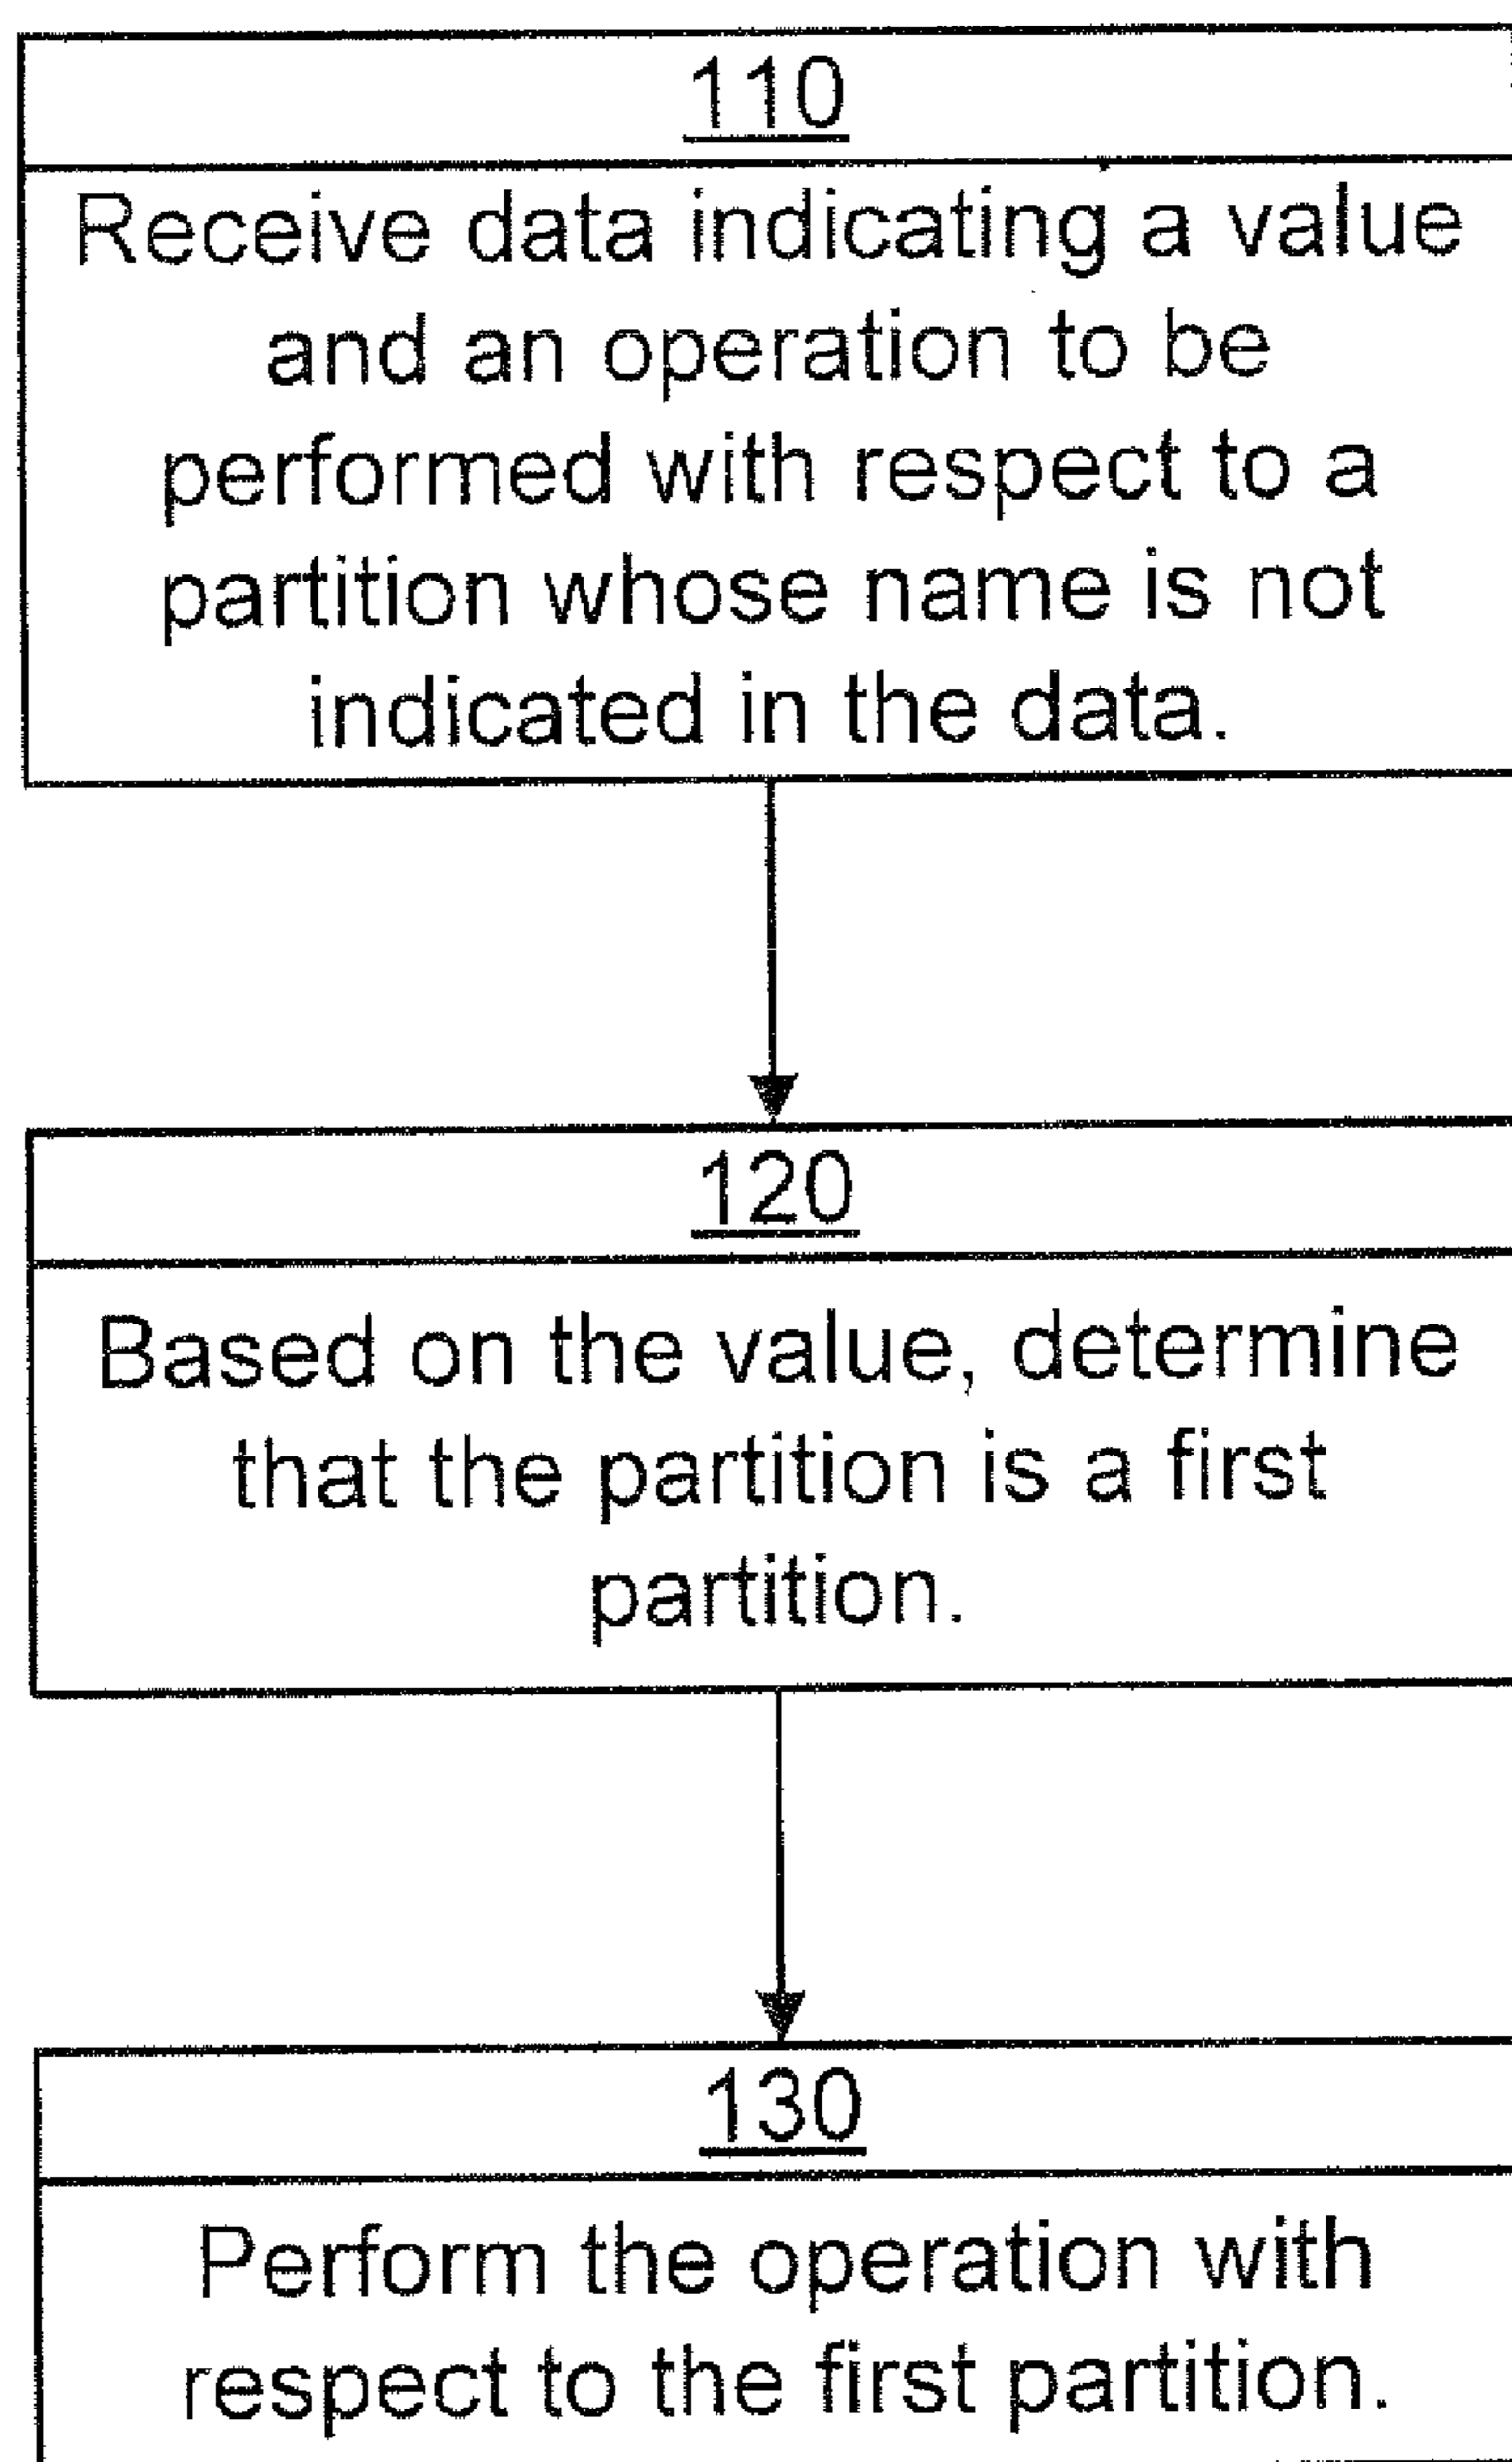 110
Receive data indicating a value
and an operation to be
performed with respect to a
partition whose name is not
indicated in the data.
120
Based on the value, determine
that the partition is a first
partition.
130
Perform the operation with
respect to the first partition.